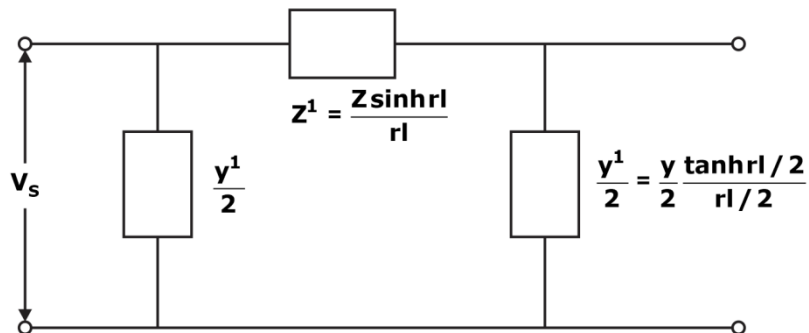 Z¹ = Zsinhrl / rl
Vₛ
y¹/2
y¹/2 = y/2 tanhrl / 2 / rl / 2